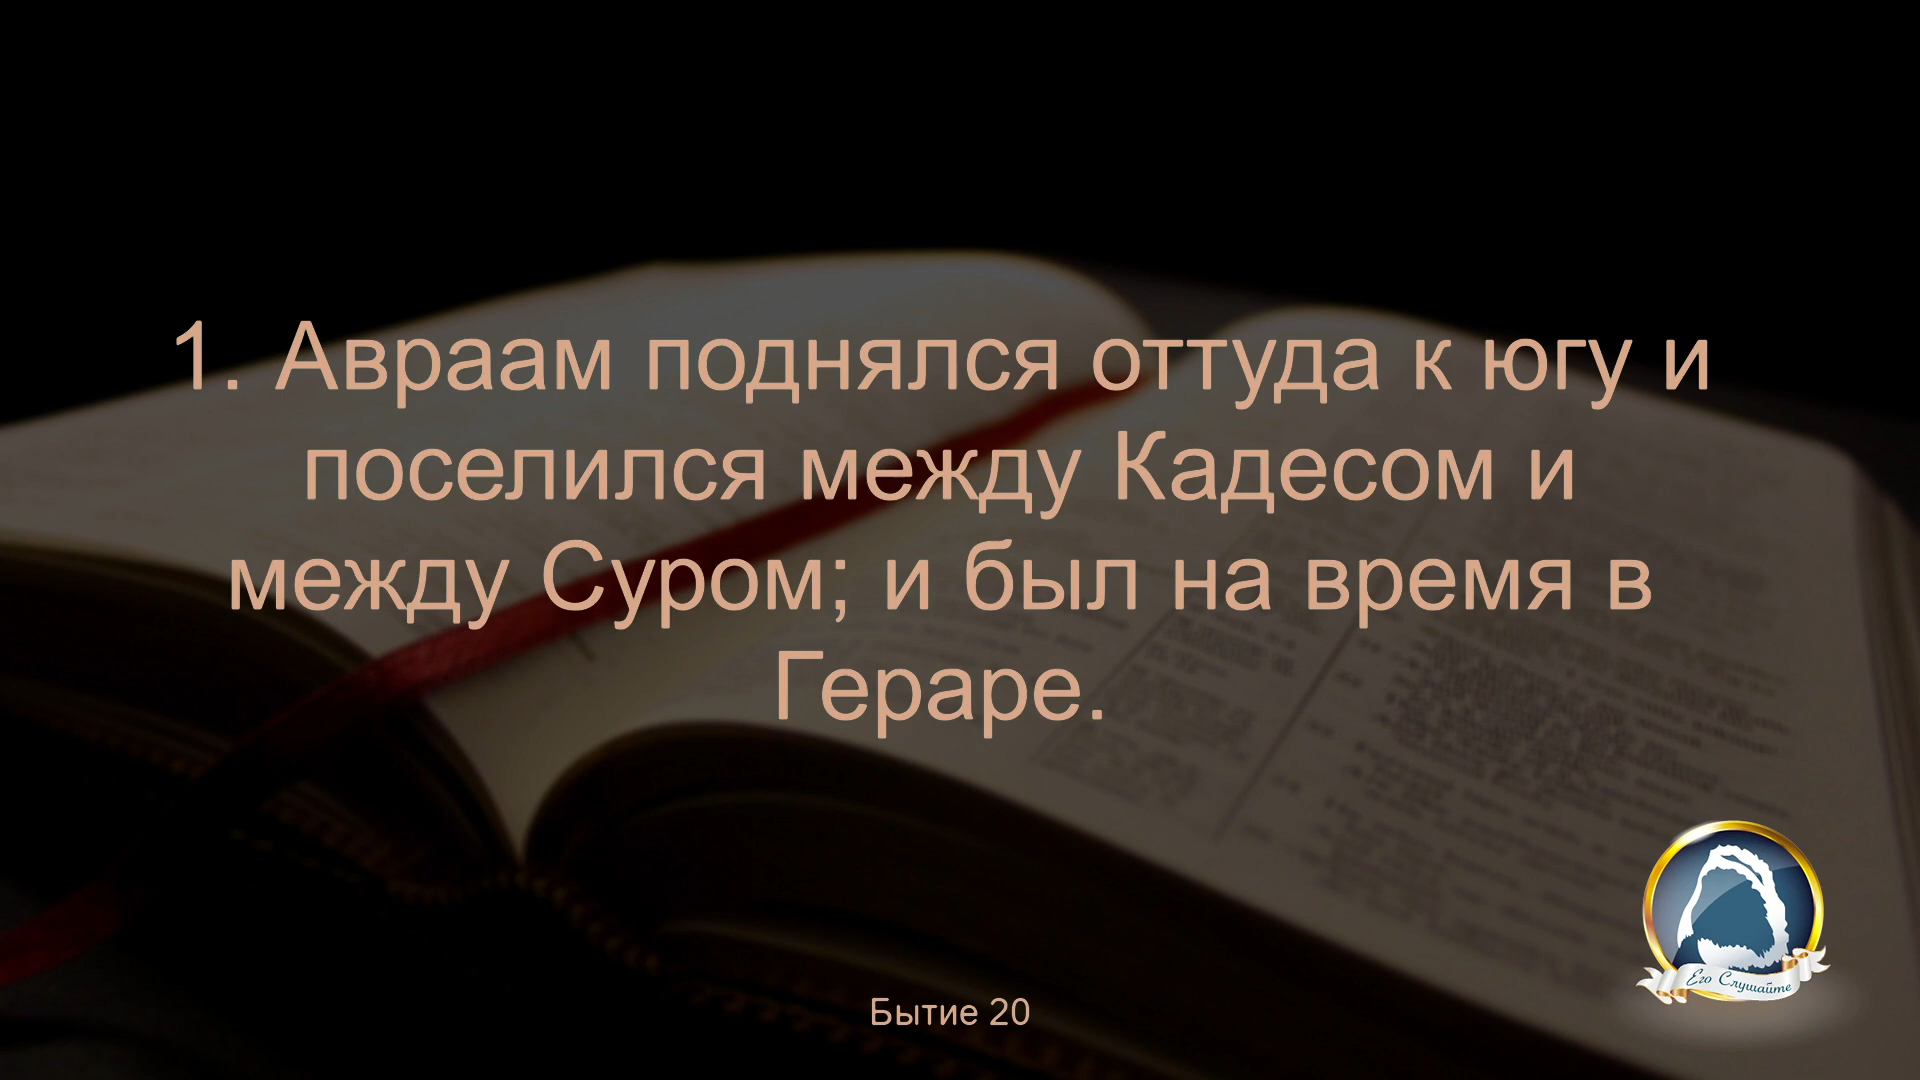 1. Авраам поднялся оттуда к югу и
поселился между Кадесом и
между Суром; и был на время в
Гераре.
Его Слушайте
Бытие 20